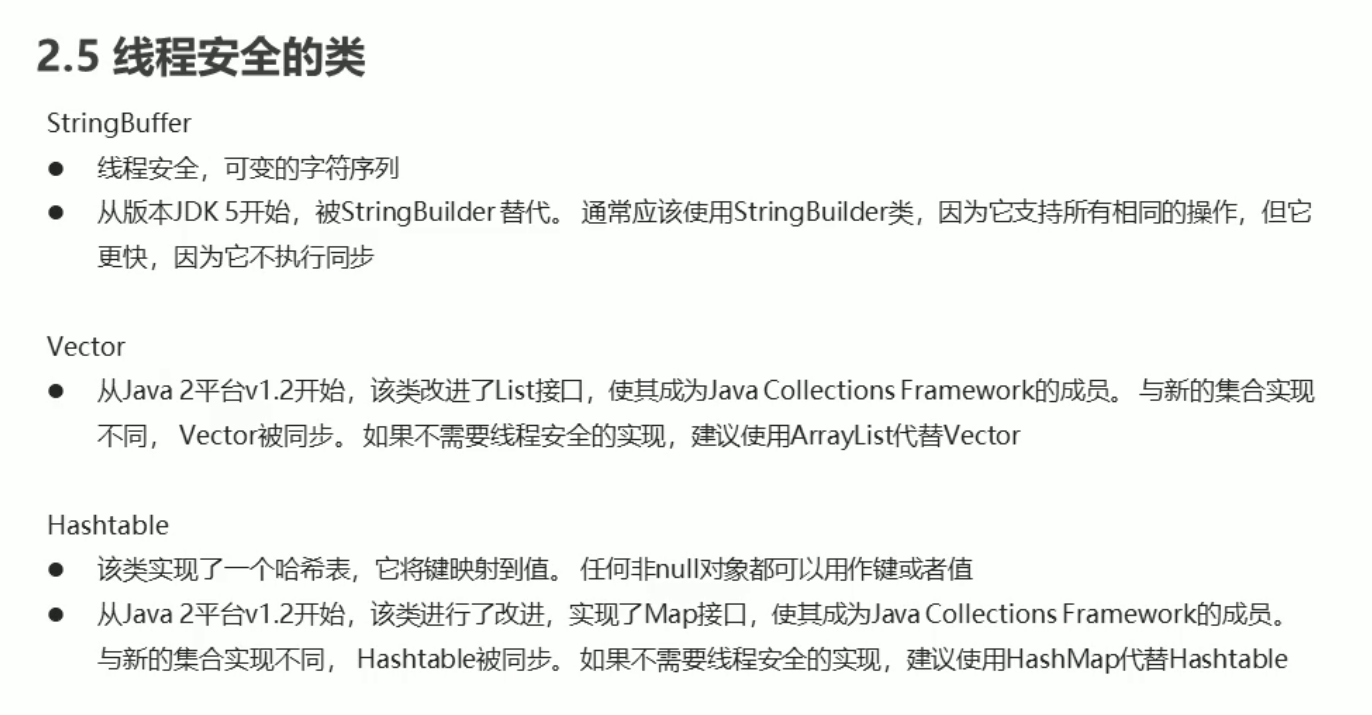 2.5 线程安全的类
StringBuffer
● 线程安全，可变的字符序列
● 从版本JDK 5开始，被StringBuilder 替代。 通常应该使用StringBuilder类，因为它支持所有相同的操作，但它
更快，因为它不执行同步
Vector
● 从Java 2平台v1.2开始，该类改进了List接口，使其成为Java Collections Framework的成员。 与新的集合实现
不同， Vector被同步。 如果不需要线程安全的实现，建议使用ArrayList代替Vector
Hashtable
● 该类实现了一个哈希表，它将键映射到值。 任何非null对象都可以用作键或者值
● 从Java 2平台v1.2开始，该类进行了改进，实现了Map接口，使其成为Java Collections Framework的成员。
与新的集合实现不同， Hashtable被同步。 如果不需要线程安全的实现，建议使用HashMap代替Hashtable